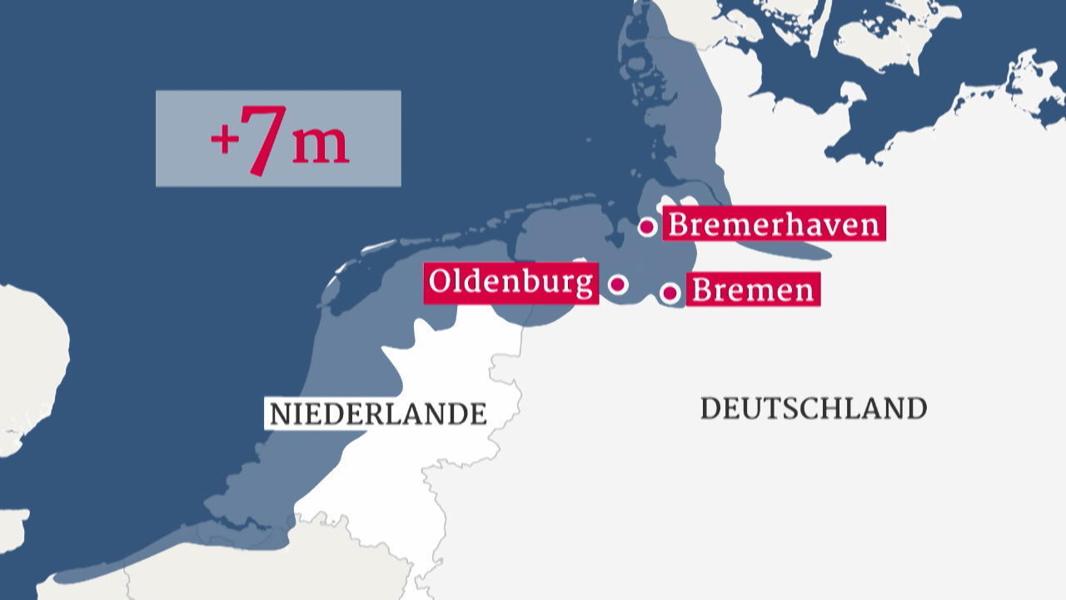 +7m
Bremerhaven
Oldenburg
Bremen
NIEDERLANDE
DEUTSCHLAND